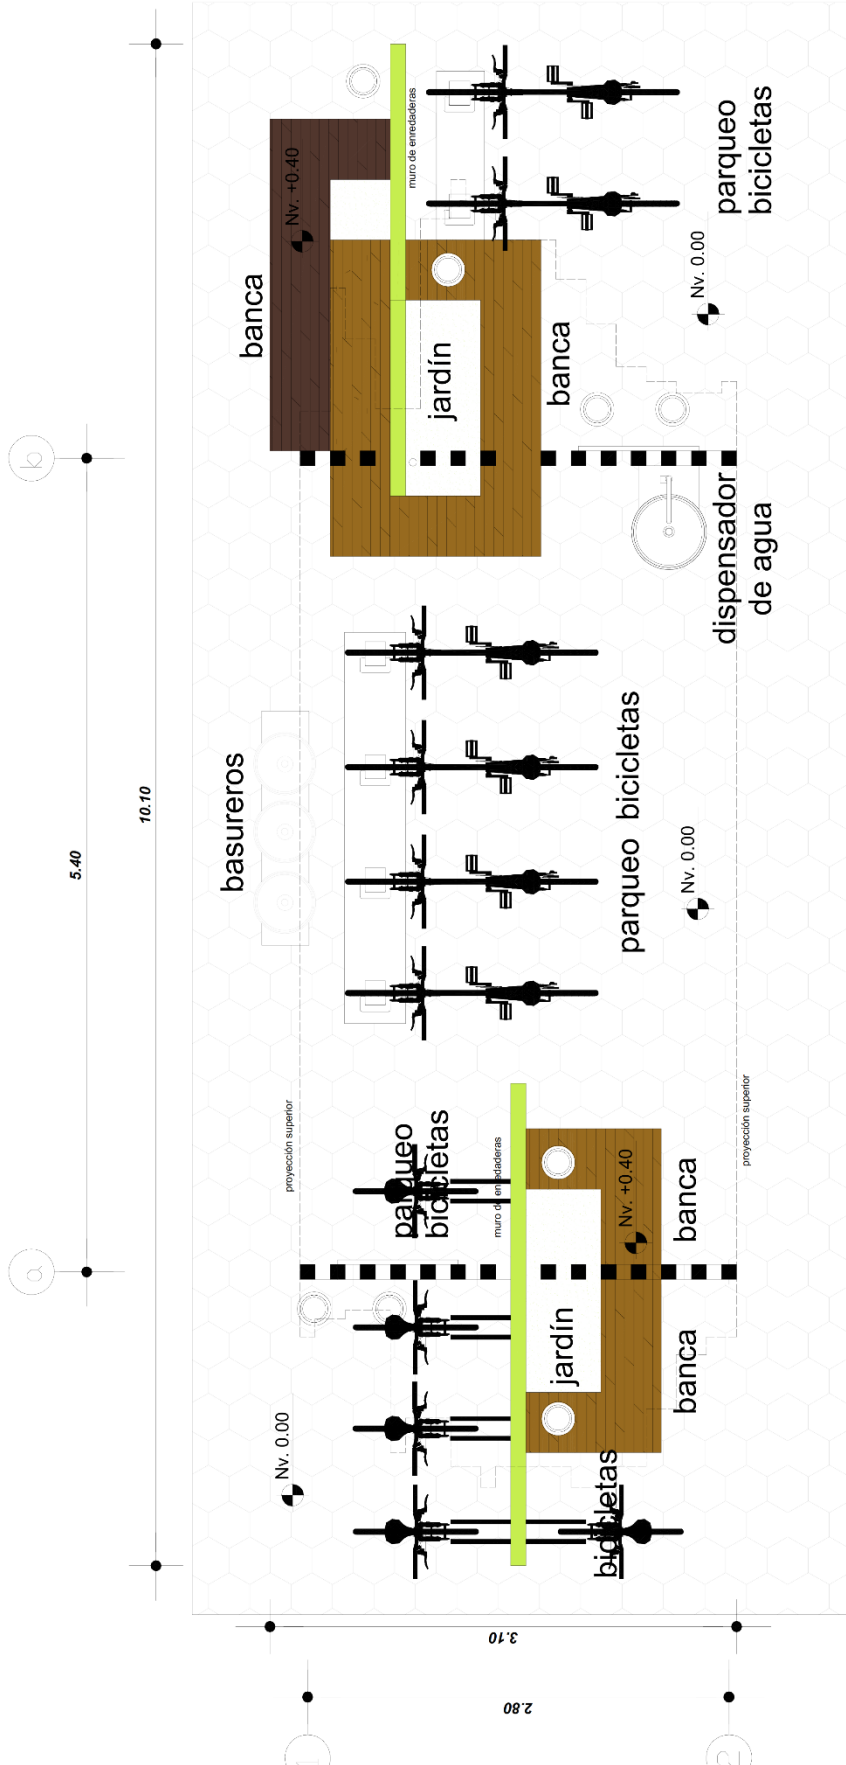 b
a
5.40
10.10
banca
Nv. +0.40
muro de enredaderas
parqueo
bicicletas
Nv. 0.00
jardín
banca
dispensador
de agua
basureros
parqueo bicicletas
Nv. 0.00
proyección superior
parqueo
bicicletas
muro de enredaderas
Nv. +0.40
banca
proyección superior
jardín
banca
Nv. 0.00
bicicletas
3.10
2.80
1
2